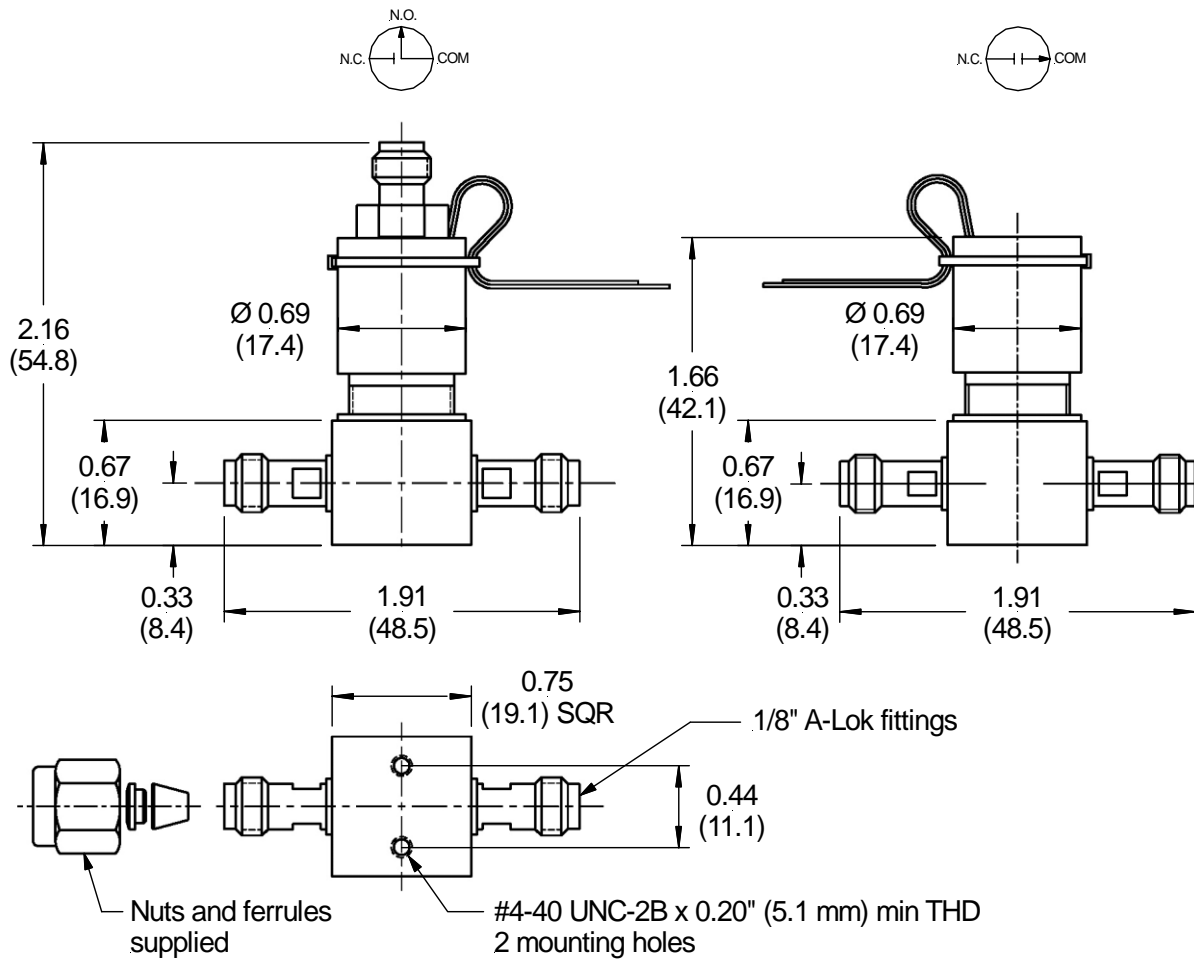 N.O.
N.C.
COM
N.C.
COM
2.16
(54.8)
Ø 0.69
(17.4)
0.67
(16.9)
0.33
(8.4)
1.91
(48.5)
1.66
(42.1)
Ø 0.69
(17.4)
0.67
(16.9)
0.33
(8.4)
1.91
(48.5)
0.75
(19.1) SQR
1/8" A-Lok fittings
0.44
(11.1)
Nuts and ferrules
supplied
#4-40 UNC-2B x 0.20" (5.1 mm) min THD
2 mounting holes